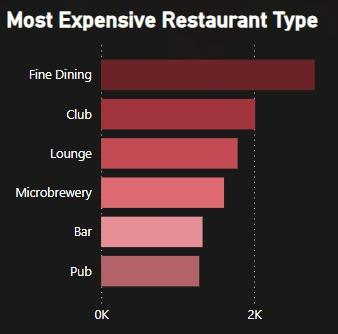 Most Expensive Restaurant Type
Fine Dining
Club
Lounge
Microbrewery
Bar
Pub
0K 2K